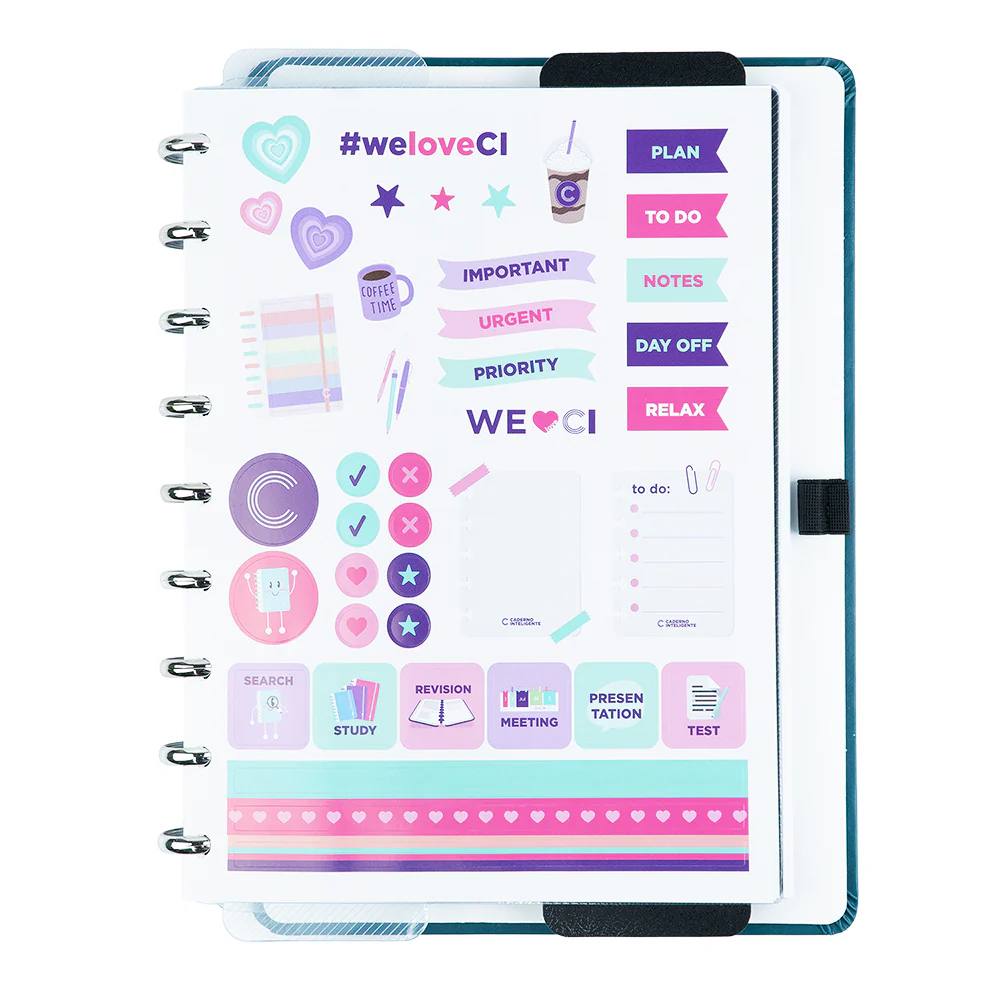 #weloveCI
C
PLAN
TO DO
NOTES
DAY OFF
RELAX
COFFEE
TIME
IMPORTANT
URGENT
PRIORITY
WE CI
C
to do:
C CADERNO
INTELIGENTE
C CADERNO
INTELIGENTE
SEARCH
STUDY
REVISION
MEETING
PRESEN
TATION
TEST